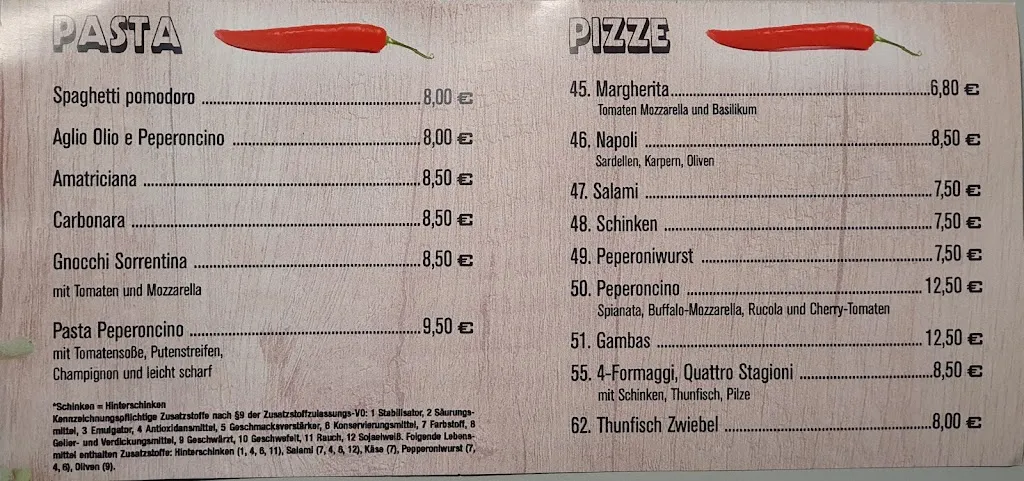 PASTA
Spaghetti pomodoro 8,00 €
Aglio Olio e Peperoncino 8,00 €
Amatriciana 8,50 €
Carbonara 8,50 €
Gnocchi Sorrentina 8,50 €
mit Tomaten und Mozzarella
Pasta Peperoncino 9,50 €
mit Tomatensoße, Putenstreifen,
Champignon und leicht scharf
*Schinken = Hinterschinken
Kennzeichnungspflichtige Zusatzstoffe nach §9 der Zusatzstoffzulassungs-VO: 1 Stabilisator, 2 Säurungs-
mittel, 3 Emulgator, 4 Antioxidansmittel, 5 Geschmacksverstärker, 6 Konservierungsmittel, 7 Farbstoff, 8
Gelier- und Verdickungsmittel, 9 Geschwärzt, 10 Geschwefelt, 11 Rauch, 12 Sojaeiweiß. Folgende Lebens-
mittel enthalten Zusatzstoffe: Hinterschinken (1, 4, 6, 11), Salami (7, 4, 6, 12), Käse (7), Pepperoniwurst (7,
4, 6), Oliven (9).
PIZZE
45. Margherita 6,80 €
Tomaten Mozzarella und Basilikum
46. Napoli 8,50 €
Sardellen, Karpern, Oliven
47. Salami 7,50 €
48. Schinken 7,50 €
49. Peperoniwurst 7,50 €
50. Peperoncino 12,50 €
Spianata, Buffalo-Mozzarella, Rucola und Cherry-Tomaten
51. Gambas 12,50 €
55. 4-Formaggi, Quattro Stagioni 8,50 €
mit Schinken, Thunfisch, Pilze
62. Thunfisch Zwiebel 8,00 €